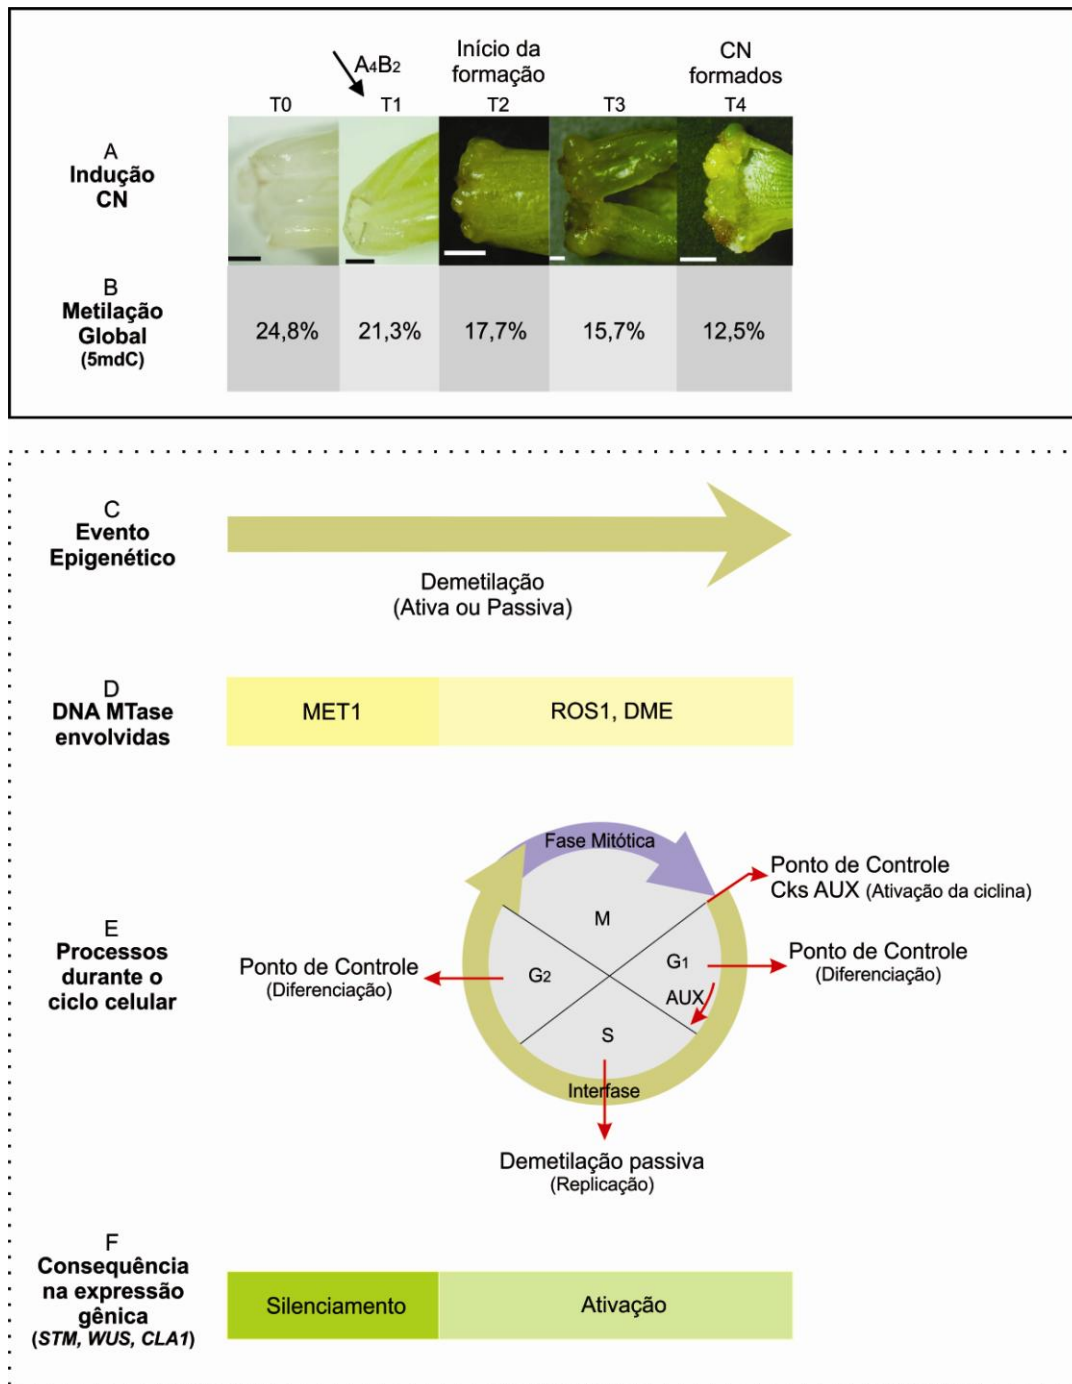 A₄B₂
Início da
formação
CN
formados
T0
T1
T2
T3
T4
A
Indução
CN
B
Metilação
Global
(5mdC)
24,8%
21,3%
17,7%
15,7%
12,5%
C
Evento
Epigenético
Demetilação
(Ativa ou Passiva)
D
DNA MTase
envolvidas
MET1
ROS1, DME
E
Processos
durante o
ciclo celular
Fase Mitótica
Ponto de Controle
Cks AUX (Ativação da ciclina)
M
G1
Ponto de Controle
(Diferenciação)
AUX
G2
Ponto de Controle
(Diferenciação)
S
Interfase
Demetilação passiva
(Replicação)
F
Consequência
na expressão
gênica
(STM, WUS, CLA1)
Silenciamento
Ativação